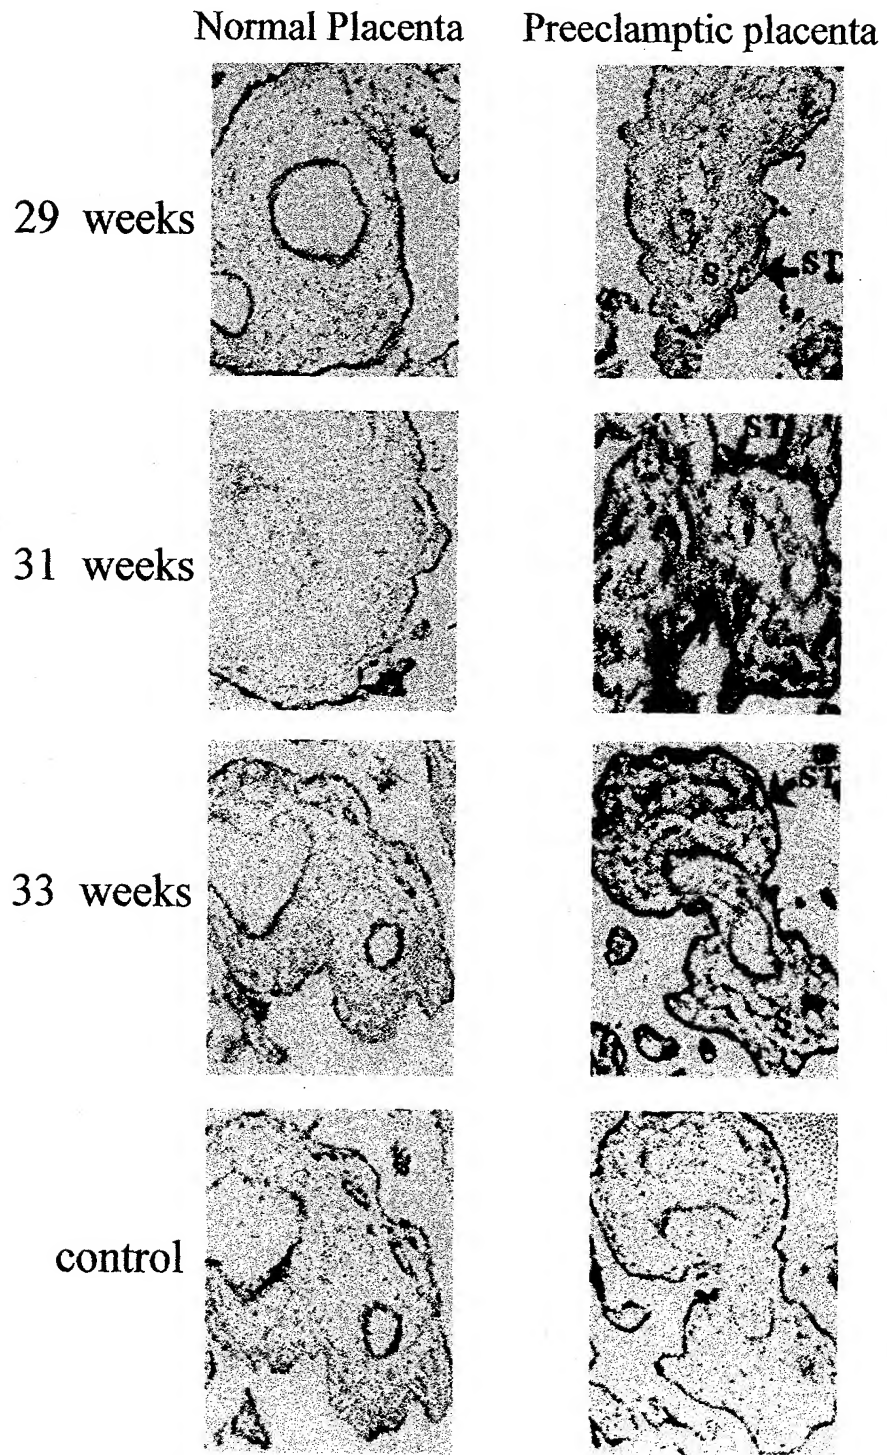 Normal Placenta
Preeclamptic placenta
29 weeks
S
ST
31 weeks
ST
33 weeks
ST
control